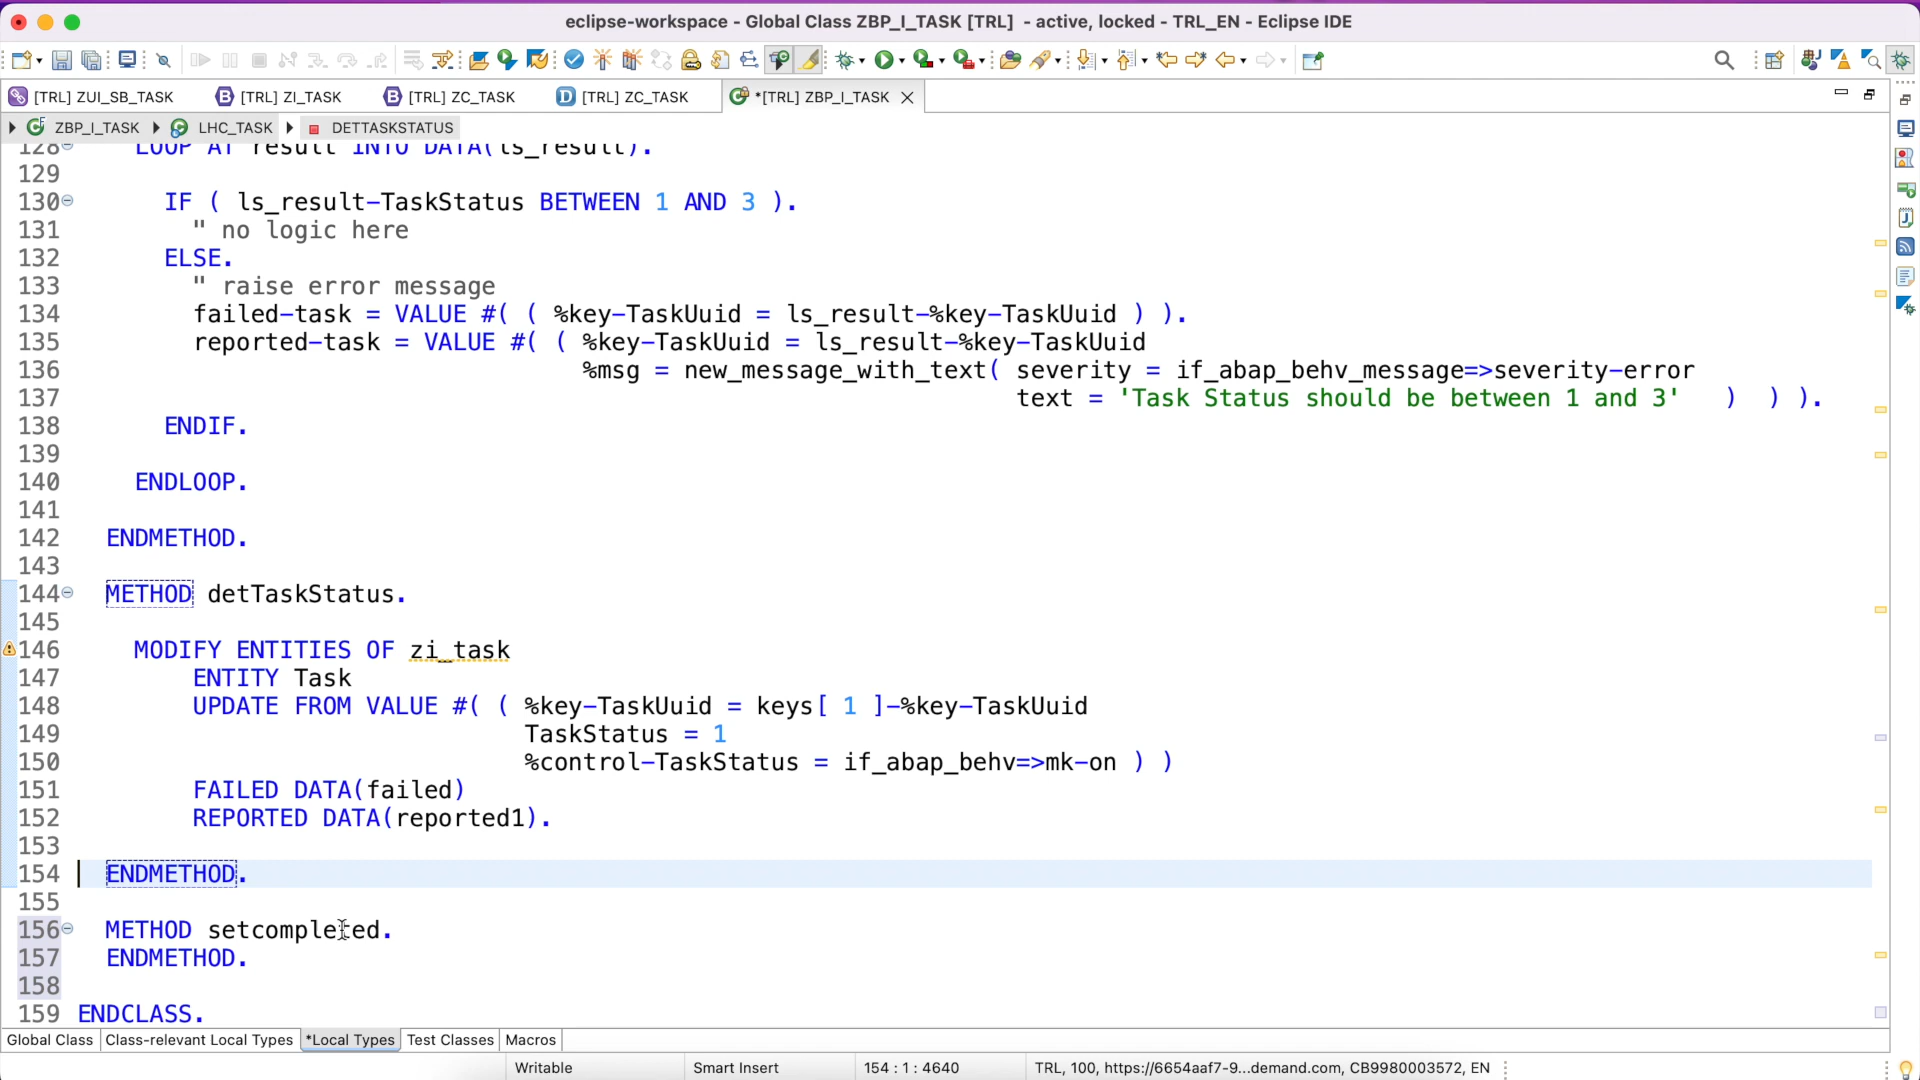 eclipse-workspace - Global Class ZBP_I_TASK [TRL] - active, locked - TRL_EN - Eclipse IDE
[TRL] ZUI_SB_TASK [TRL] ZI_TASK [TRL] ZC_TASK [TRL] ZC_TASK *[TRL] ZBP_I_TASK
ZBP_I_TASK LHC_TASK DETTASKSTATUS
128 LOOP AT result INTO DATA(ls_result).
129
130 IF ( ls_result-TaskStatus BETWEEN 1 AND 3 ).
131 " no logic here
132 ELSE.
133 " raise error message
134 failed-task = VALUE #( ( %key-TaskUuid = ls_result-%key-TaskUuid ) ).
135 reported-task = VALUE #( ( %key-TaskUuid = ls_result-%key-TaskUuid
136 %msg = new_message_with_text( severity = if_abap_behv_message=>severity-error
137 text = 'Task Status should be between 1 and 3' ) ) ).
138 ENDIF.
139
140 ENDLOOP.
141
142 ENDMETHOD.
143
144 METHOD detTaskStatus.
145
146 MODIFY ENTITIES OF zi_task
147 ENTITY Task
148 UPDATE FROM VALUE #( ( %key-TaskUuid = keys[ 1 ]-%key-TaskUuid
149 TaskStatus = 1
150 %control-TaskStatus = if_abap_behv=>mk-on ) )
151 FAILED DATA(failed)
152 REPORTED DATA(reported1).
153
154 ENDMETHOD.
155
156 METHOD setcompleted.
157 ENDMETHOD.
158
159 ENDCLASS.
Global Class Class-relevant Local Types *Local Types Test Classes Macros
Writable Smart Insert 154 : 1 : 4640 TRL, 100, https://6654aaf7-9...demand.com, CB9980003572, EN